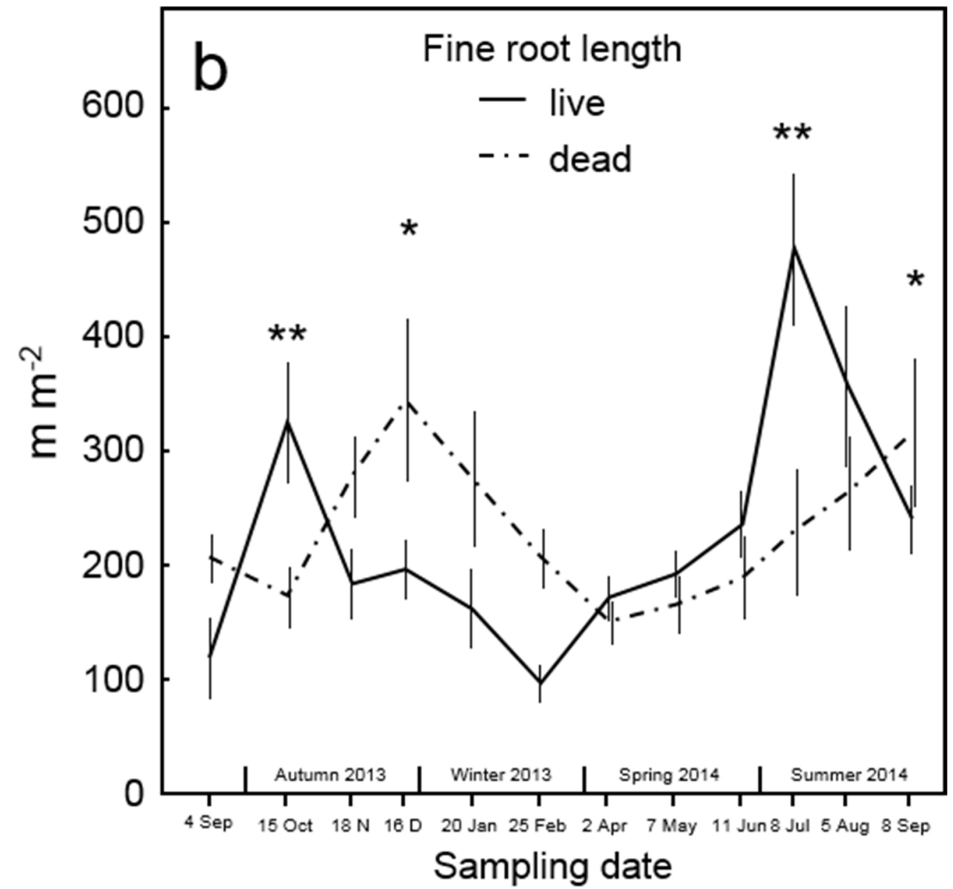 b
Fine root length
live
dead
600
500
400
300
200
100
0
m m-2
**
*
**
*
Autumn 2013
Winter 2013
Spring 2014
Summer 2014
4 Sep
15 Oct
18 N
16 D
20 Jan
25 Feb
2 Apr
7 May
11 Jun
8 Jul
5 Aug
8 Sep
Sampling date